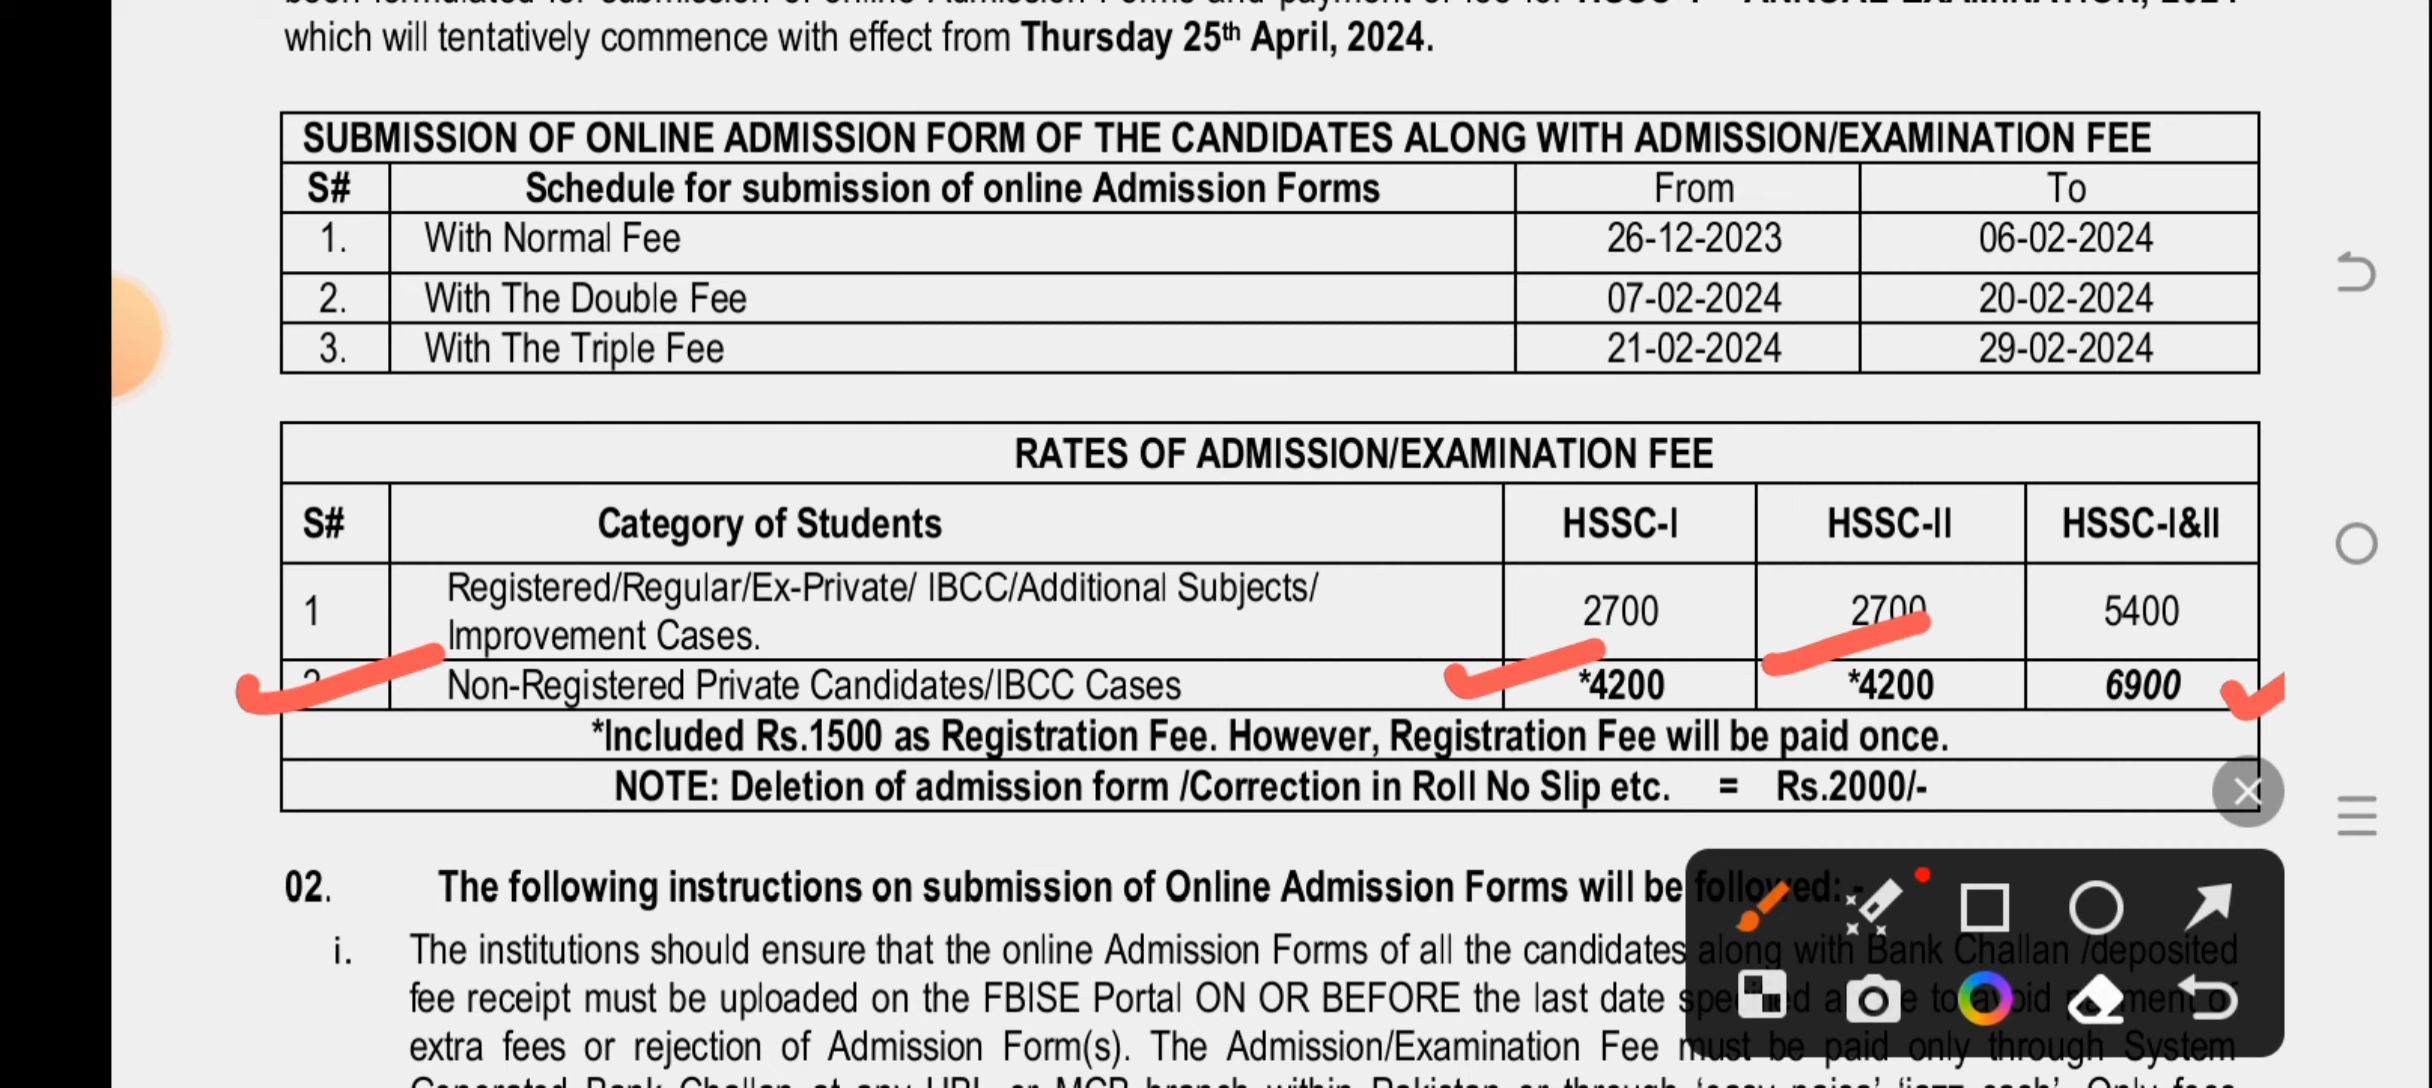 which will tentatively commence with effect from Thursday 25th April, 2024.
SUBMISSION OF ONLINE ADMISSION FORM OF THE CANDIDATES ALONG WITH ADMISSION/EXAMINATION FEE
S# Schedule for submission of online Admission Forms From To
1. With Normal Fee 26-12-2023 06-02-2024
2. With The Double Fee 07-02-2024 20-02-2024
3. With The Triple Fee 21-02-2024 29-02-2024
RATES OF ADMISSION/EXAMINATION FEE
S# Category of Students HSSC-I HSSC-II HSSC-I&II
1 Registered/Regular/Ex-Private/ IBCC/Additional Subjects/ 2700 2700 5400
Improvement Cases.
Non-Registered Private Candidates/IBCC Cases *4200 *4200 6900
*Included Rs.1500 as Registration Fee. However, Registration Fee will be paid once.
NOTE: Deletion of admission form /Correction in Roll No Slip etc. = Rs.2000/-
02. The following instructions on submission of Online Admission Forms will be followed: -
i. The institutions should ensure that the online Admission Forms of all the candidates along with Bank Challan /deposited
fee receipt must be uploaded on the FBISE Portal ON OR BEFORE the last date to avoid
extra fees or rejection of Admission Form(s). The Admission/Examination Fee must be paid only through System